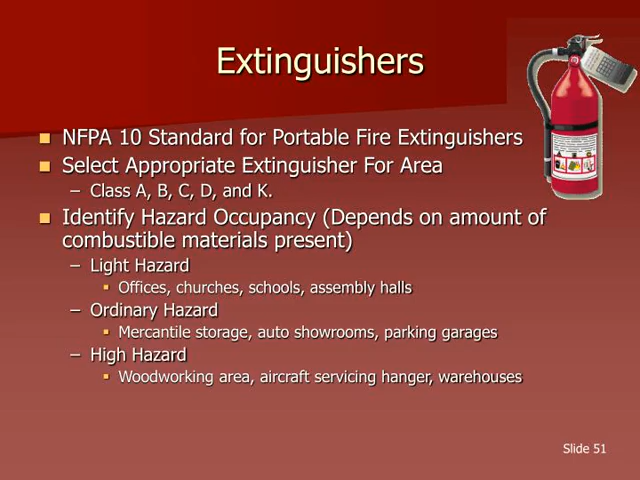 Extinguishers
■ NFPA 10 Standard for Portable Fire Extinguishers
■ Select Appropriate Extinguisher For Area
– Class A, B, C, D, and K.
■ Identify Hazard Occupancy (Depends on amount of
combustible materials present)
– Light Hazard
▪ Offices, churches, schools, assembly halls
– Ordinary Hazard
▪ Mercantile storage, auto showrooms, parking garages
– High Hazard
▪ Woodworking area, aircraft servicing hanger, warehouses
Slide 51